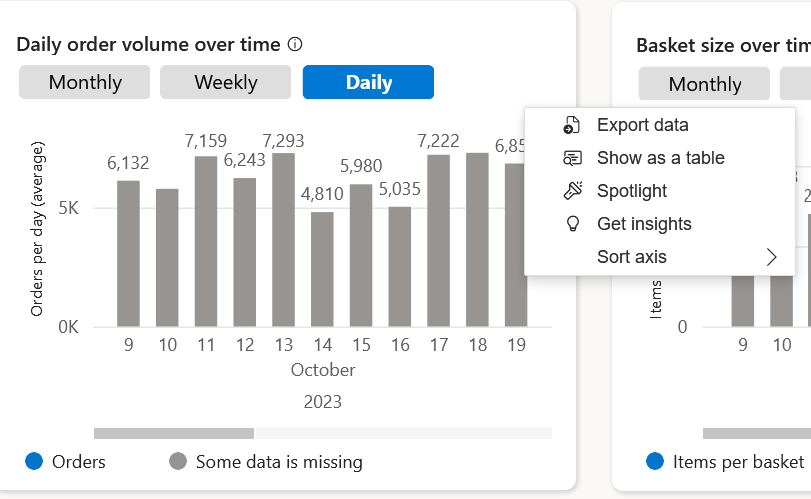 Daily order volume over time
Monthly Weekly Daily
Orders per day (average)
5K
0K
6,132
7,159
6,243
7,293
4,810
5,980
5,035
7,222
6,85
9 10 11 12 13 14 15 16 17 18 19
October
2023
Orders Some data is missing
Export data
Show as a table
Spotlight
Get insights
Sort axis
Basket size over tim
Monthly
Items
0
9 10
Items per basket